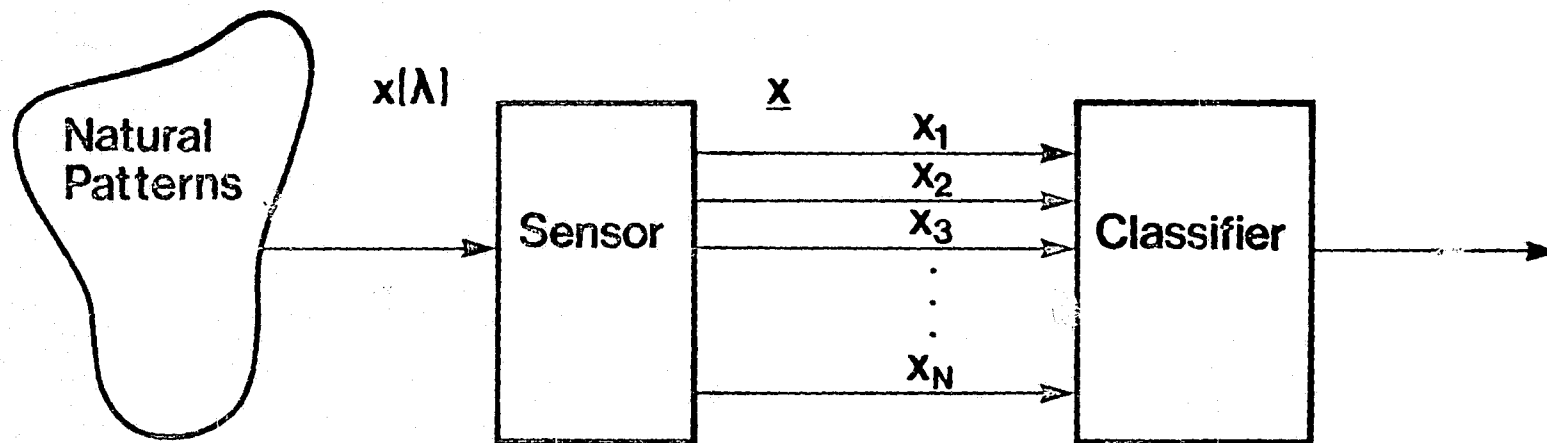 Natural
Patterns
x(λ)
Sensor
x
x1
x2
x3
.
.
.
xN
Classifier